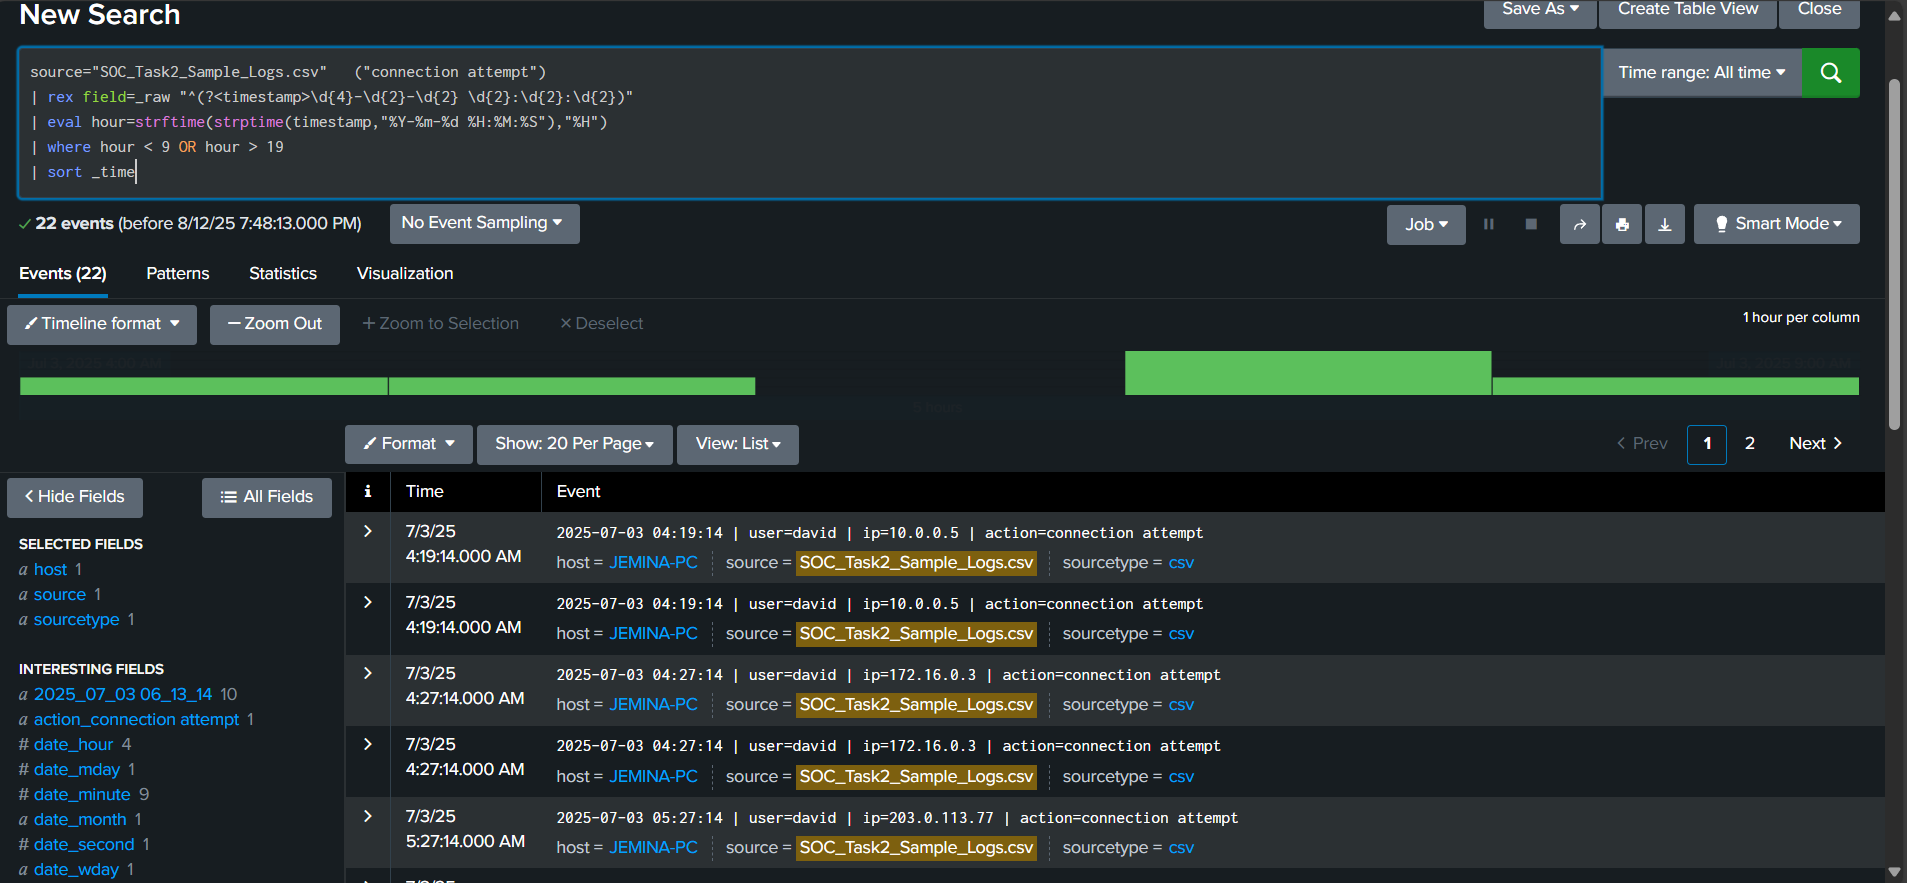 New Search
Save As
Create Table View
Close
source="SOC_Task2_Sample_Logs.csv"   ("connection attempt")
| rex field=_raw "^(?<timestamp>\d{4}-\d{2}-\d{2} \d{2}:\d{2}:\d{2})"
| eval hour=strftime(strptime(timestamp,"%Y-%m-%d %H:%M:%S"),"%H")
| where hour < 9 OR hour > 19
| sort _time
Time range: All time
22 events (before 8/12/25 7:48:13.000 PM)
No Event Sampling
Job
Smart Mode
Events (22)
Patterns
Statistics
Visualization
Timeline format
Zoom Out
+ Zoom to Selection
× Deselect
1 hour per column
Format
Show: 20 Per Page
View: List
< Prev
1
2
Next >
< Hide Fields
All Fields
i
Time
Event
SELECTED FIELDS
a host 1
a source 1
a sourcetype 1
INTERESTING FIELDS
a 2025_07_03 06_13_14 10
a action_connection attempt 1
# date_hour 4
# date_mday 1
# date_minute 9
a date_month 1
# date_second 1
a date_wday 1
7/3/25
4:19:14.000 AM
2025-07-03 04:19:14 | user=david | ip=10.0.0.5 | action=connection attempt
host = JEMINA-PC
source = SOC_Task2_Sample_Logs.csv
sourcetype = csv
7/3/25
4:19:14.000 AM
2025-07-03 04:19:14 | user=david | ip=10.0.0.5 | action=connection attempt
host = JEMINA-PC
source = SOC_Task2_Sample_Logs.csv
sourcetype = csv
7/3/25
4:27:14.000 AM
2025-07-03 04:27:14 | user=david | ip=172.16.0.3 | action=connection attempt
host = JEMINA-PC
source = SOC_Task2_Sample_Logs.csv
sourcetype = csv
7/3/25
4:27:14.000 AM
2025-07-03 04:27:14 | user=david | ip=172.16.0.3 | action=connection attempt
host = JEMINA-PC
source = SOC_Task2_Sample_Logs.csv
sourcetype = csv
7/3/25
5:27:14.000 AM
2025-07-03 05:27:14 | user=david | ip=203.0.113.77 | action=connection attempt
host = JEMINA-PC
source = SOC_Task2_Sample_Logs.csv
sourcetype = csv